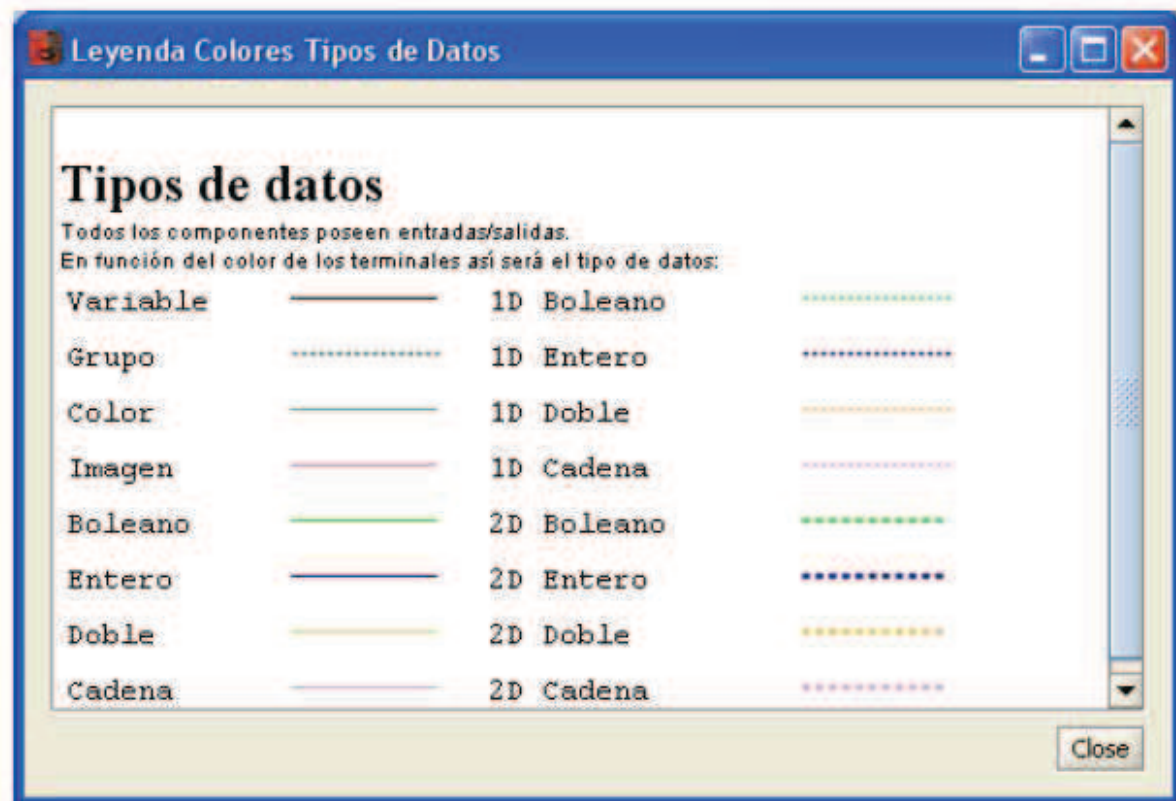 Leyenda Colores Tipos de Datos
Tipos de datos
Todos los componentes poseen entradas/salidas.
En función del color de los terminales así será el tipo de datos:
Variable 1D Boleano
Grupo 1D Entero
Color 1D Doble
Imagen 1D Cadena
Boleano 2D Boleano
Entero 2D Entero
Doble 2D Doble
Cadena 2D Cadena
Close